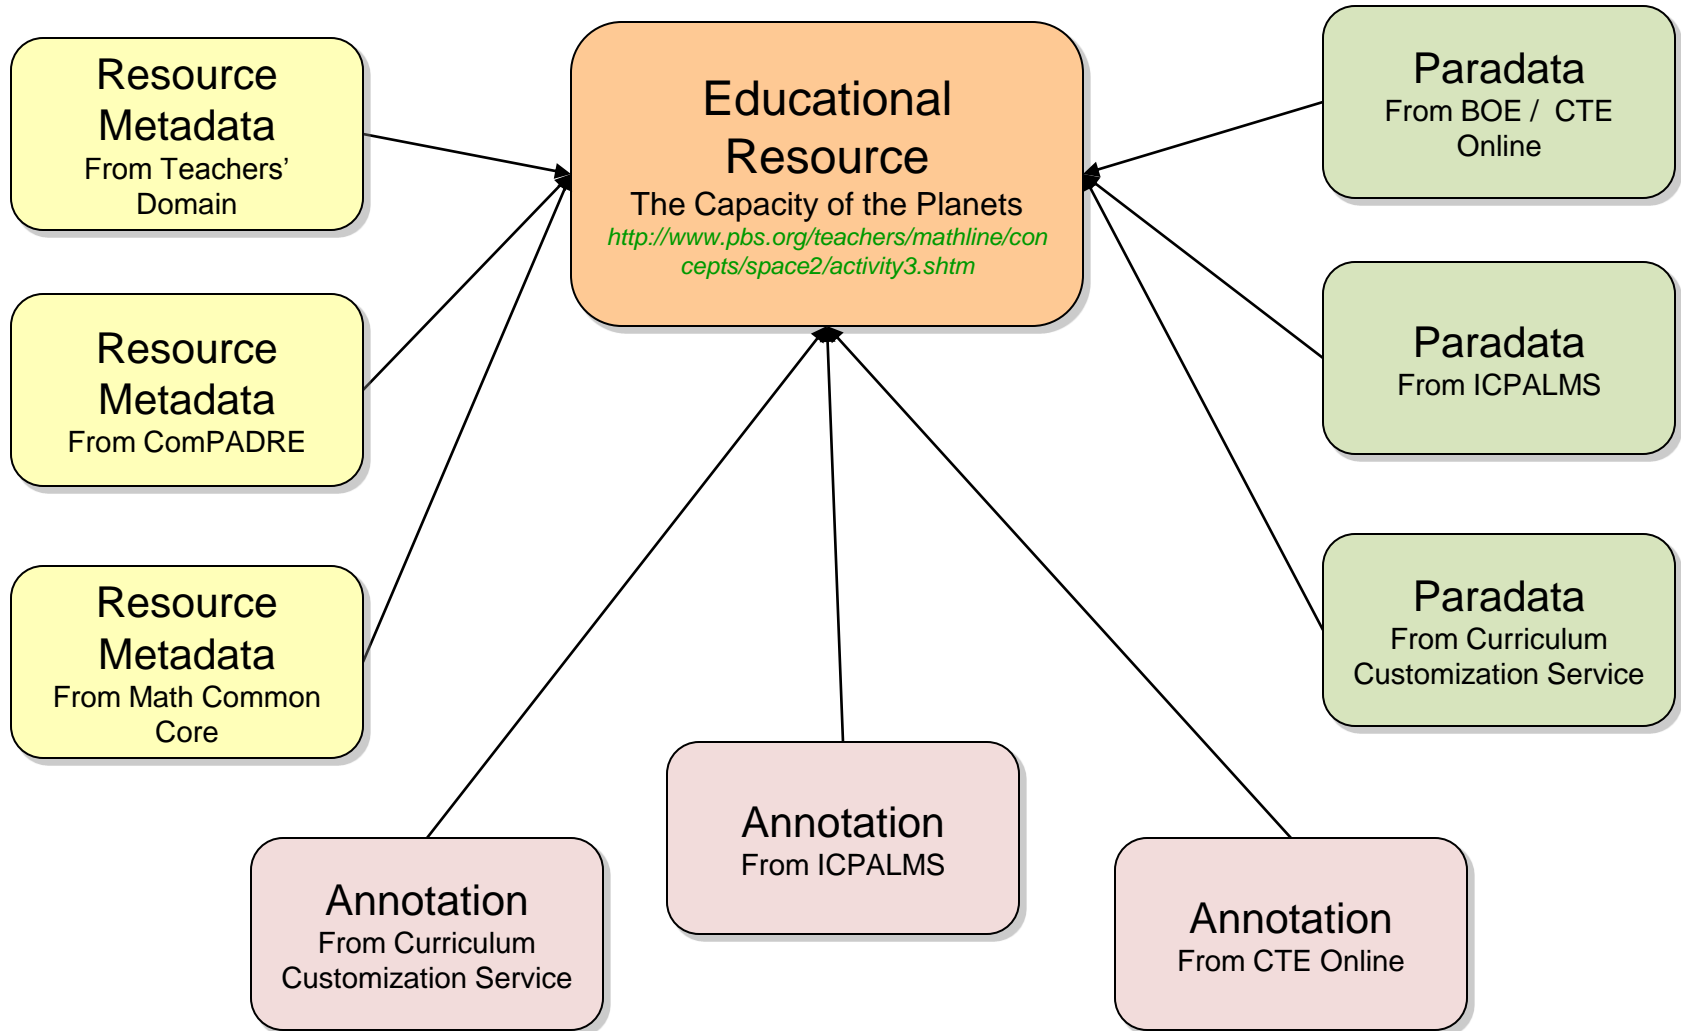 Resource
Metadata
From Teachers’
Domain
Resource
Metadata
From ComPADRE
Resource
Metadata
From Math Common
Core
Educational
Resource
The Capacity of the Planets
http://www.pbs.org/teachers/mathline/con
cepts/space2/activity3.shtm
Paradata
From BOE / CTE
Online
Paradata
From ICPALMS
Paradata
From Curriculum
Customization Service
Annotation
From Curriculum
Customization Service
Annotation
From ICPALMS
Annotation
From CTE Online